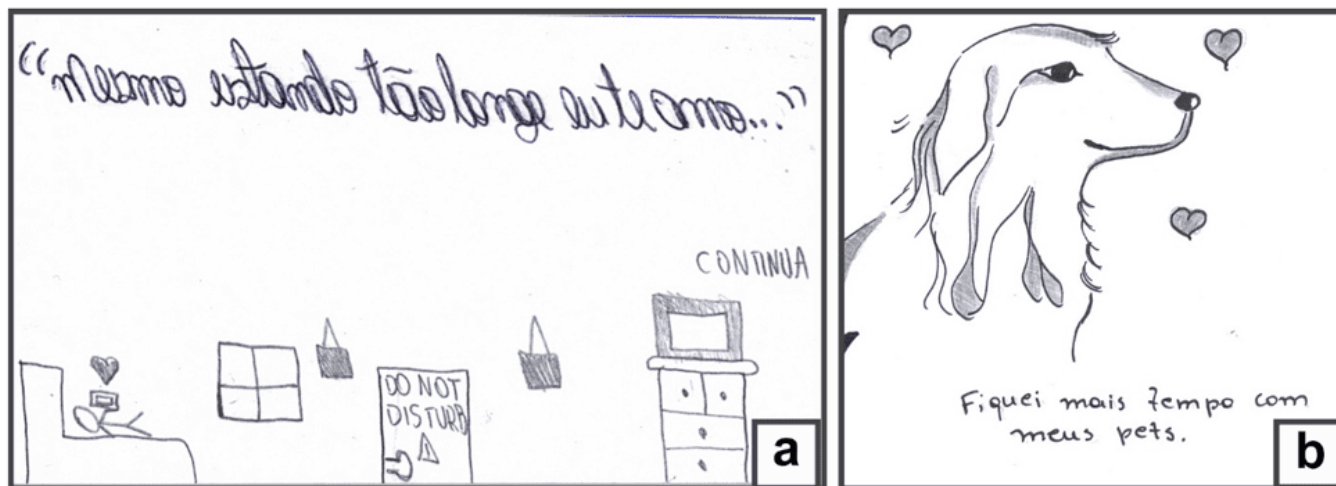 “mesmo estando tão longe eu te amo...”
CONTINUA
DO NOT
DISTURB
a
Fiquei mais tempo com
meus pets.
b